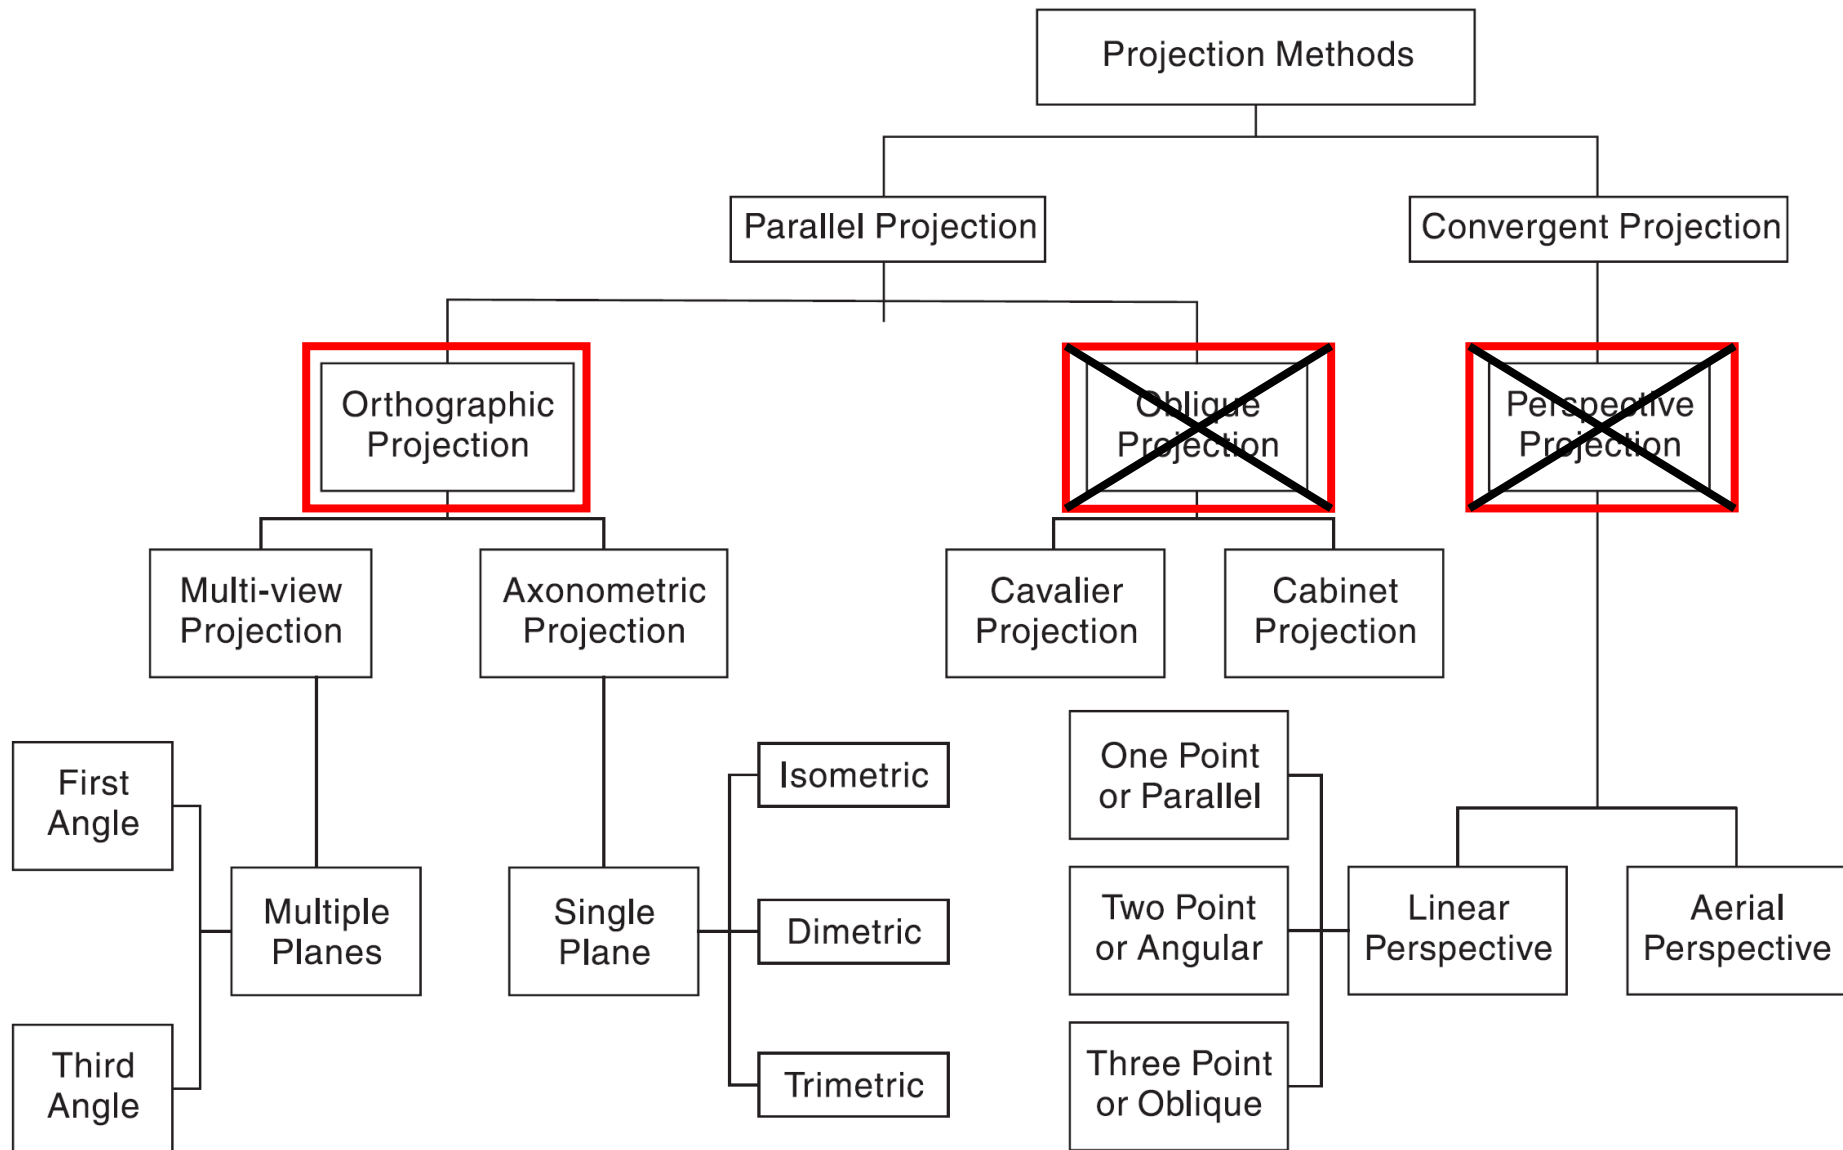 Projection Methods
Parallel Projection
Convergent Projection
Orthographic
Projection
Oblique
Projection
Perspective
Projection
Multi-view
Projection
Axonometric
Projection
Cavalier
Projection
Cabinet
Projection
First
Angle
Third
Angle
Multiple
Planes
Single
Plane
Isometric
Dimetric
Trimetric
One Point
or Parallel
Two Point
or Angular
Three Point
or Oblique
Linear
Perspective
Aerial
Perspective